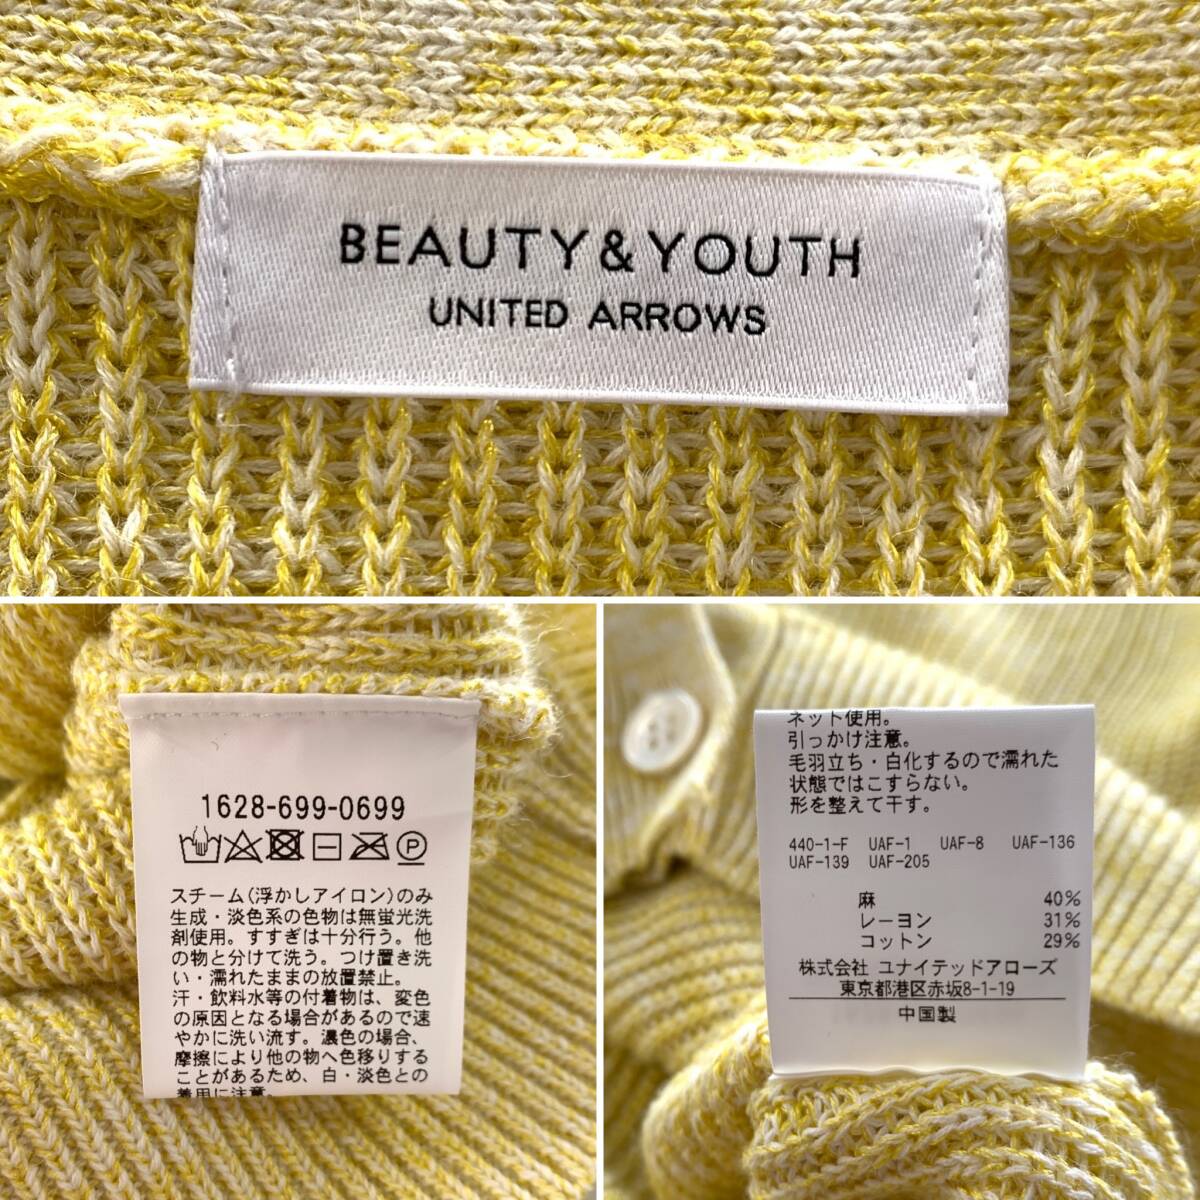 BEAUTY&YOUTH
UNITED ARROWS
1628-699-0699
P
スチーム(浮かしアイロン)のみ
生成・淡色系の色物は無蛍光洗
剤使用。すすぎは十分行う。他
の物と分けて洗う。つけ置き洗
い・濡れたままの放置禁止。
汗・飲料水等の付着物は、変色
の原因となる場合があるので速
やかに洗い流す。濃色の場合、
摩擦により他の物へ色移りする
ことがあるため、白・淡色との
着用に注意。
ネット使用。
引っかけ注意。
毛羽立ち・白化するので濡れた
状態ではこすらない。
形を整えて干す。
440-1-F UAF-1 UAF-8 UAF-136
UAF-139 UAF-205
麻 40%
レーヨン 31%
コットン 29%
株式会社 ユナイテッドアローズ
東京都港区赤坂8-1-19
中国製